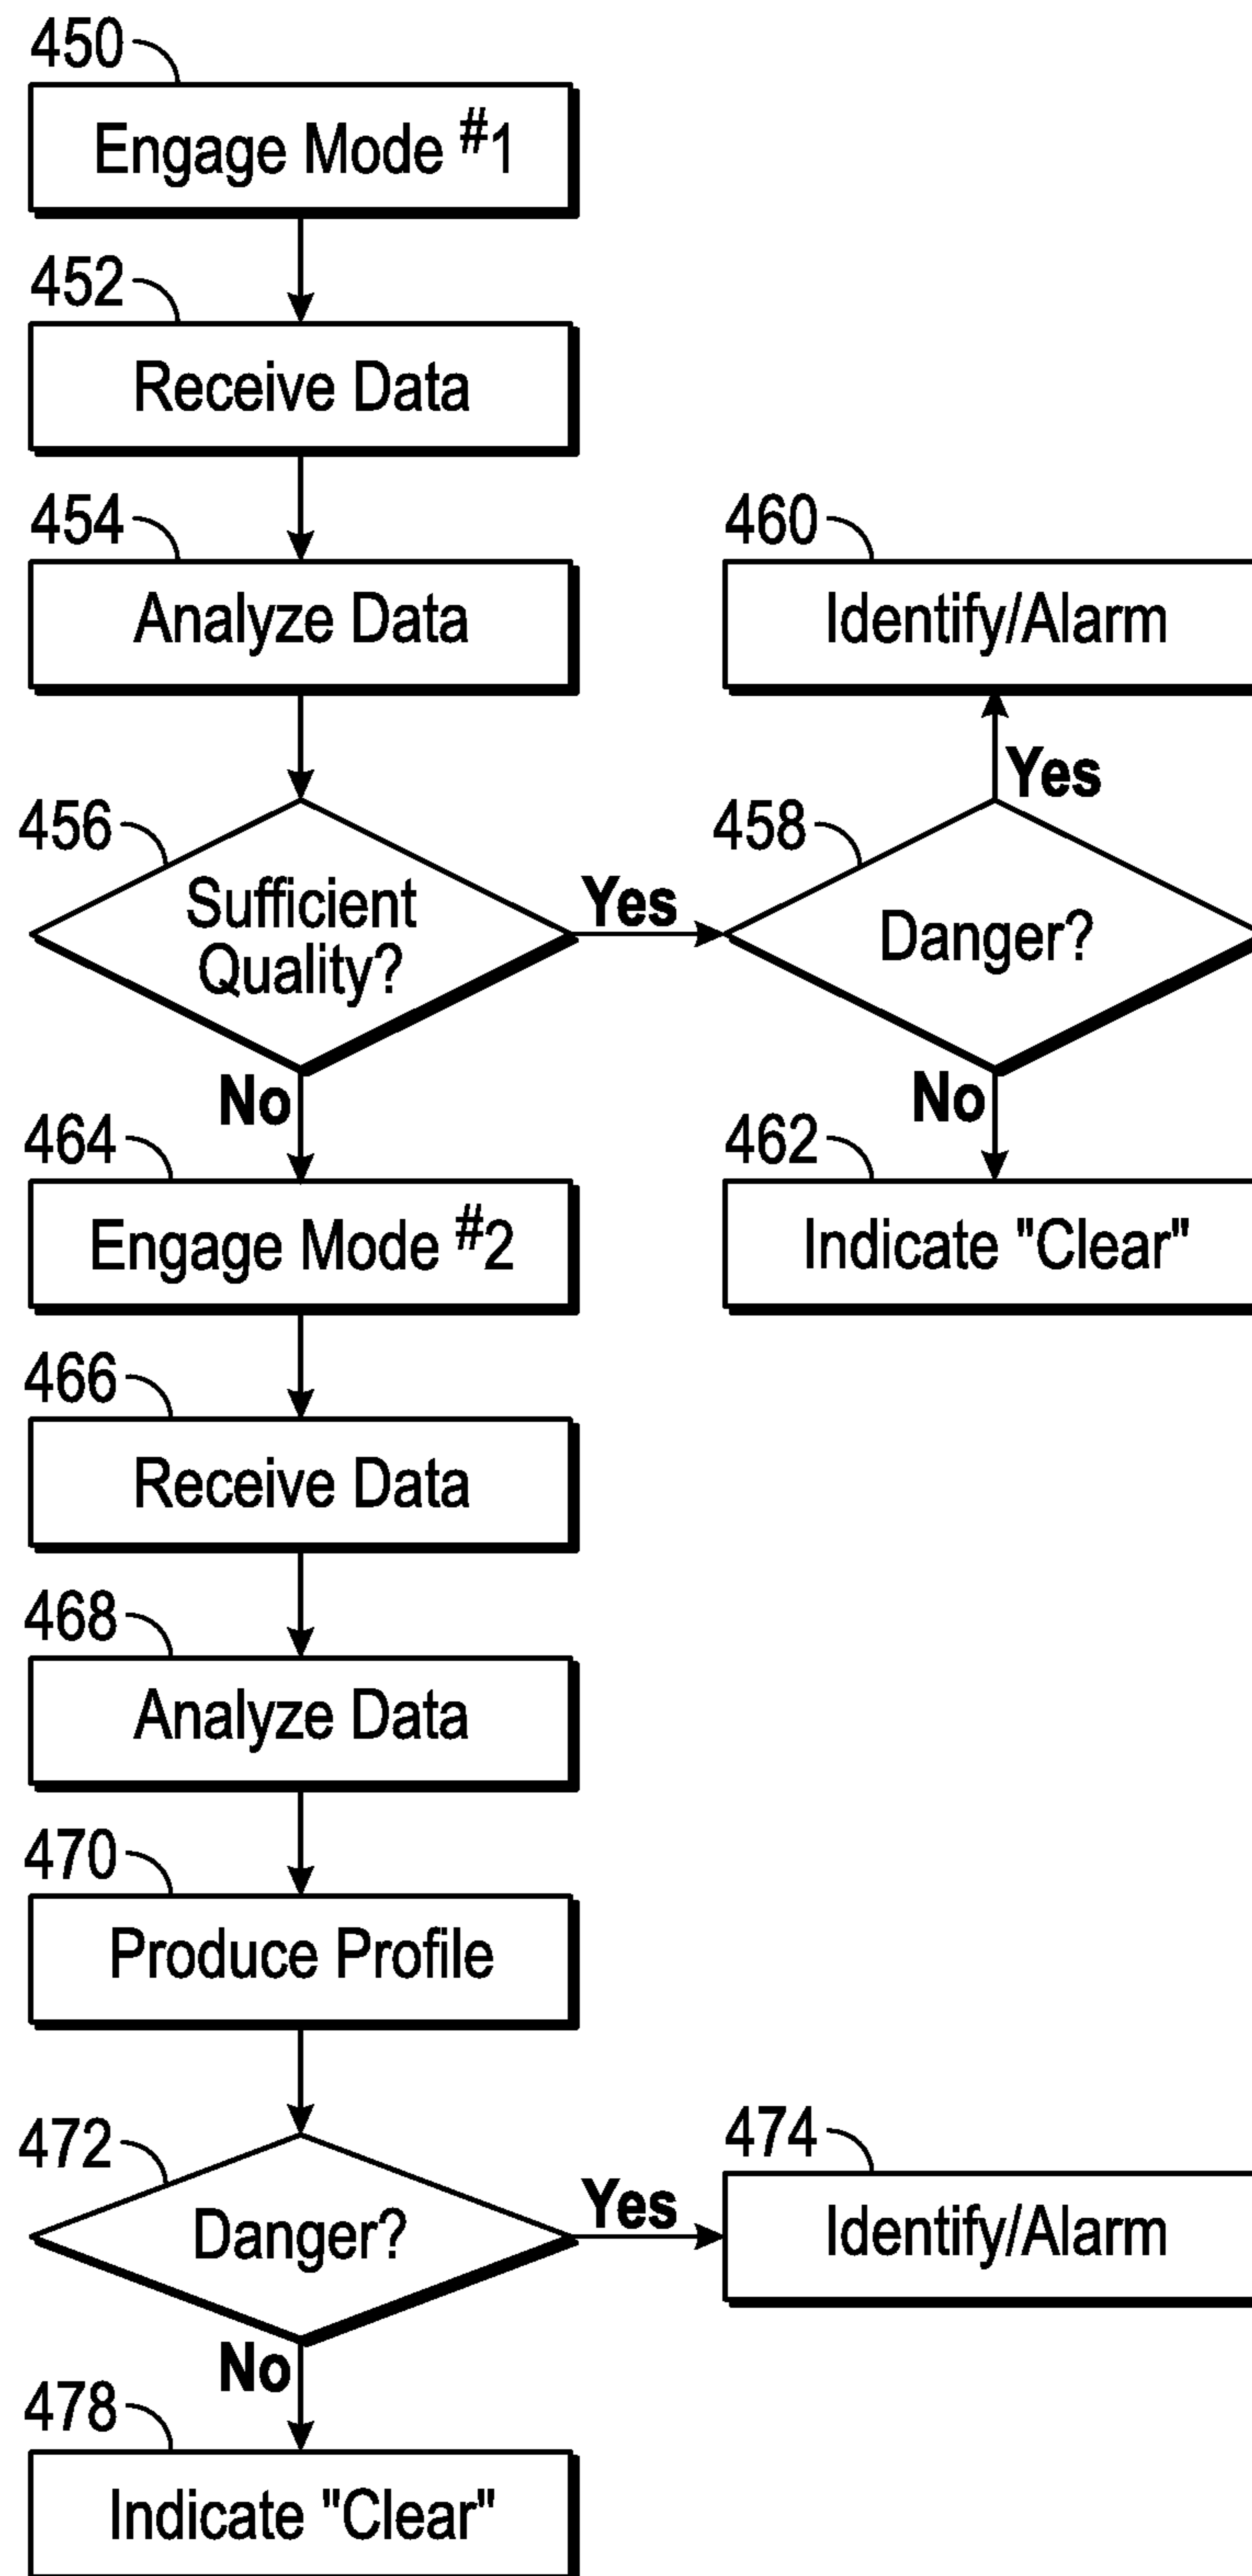 450
Engage Mode #1
452
Receive Data
454
Analyze Data
460
Identify/Alarm
456
Sufficient
Quality?
Yes
458
Danger?
Yes
No
464
Engage Mode #2
No
462
Indicate "Clear"
466
Receive Data
468
Analyze Data
470
Produce Profile
472
Danger?
Yes
474
Identify/Alarm
No
478
Indicate "Clear"